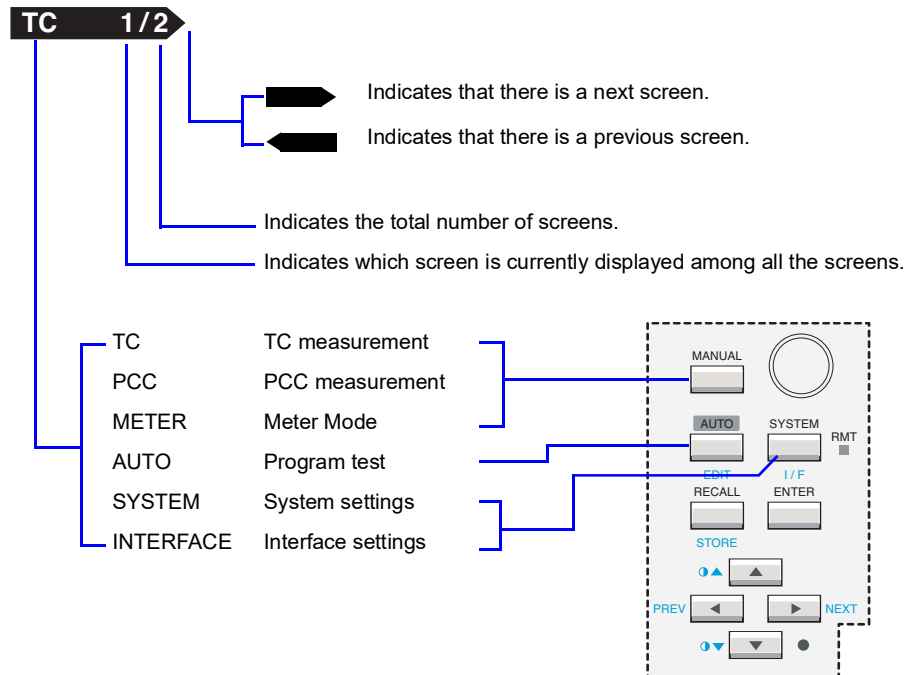 TC 1/2
Indicates that there is a next screen.
Indicates that there is a previous screen.
Indicates the total number of screens.
Indicates which screen is currently displayed among all the screens.
TC TC measurement
PCC PCC measurement
METER Meter Mode
AUTO Program test
SYSTEM System settings
INTERFACE Interface settings
MANUAL
AUTO SYSTEM
RMT
EDIT I / F
RECALL ENTER
STORE
PREV NEXT